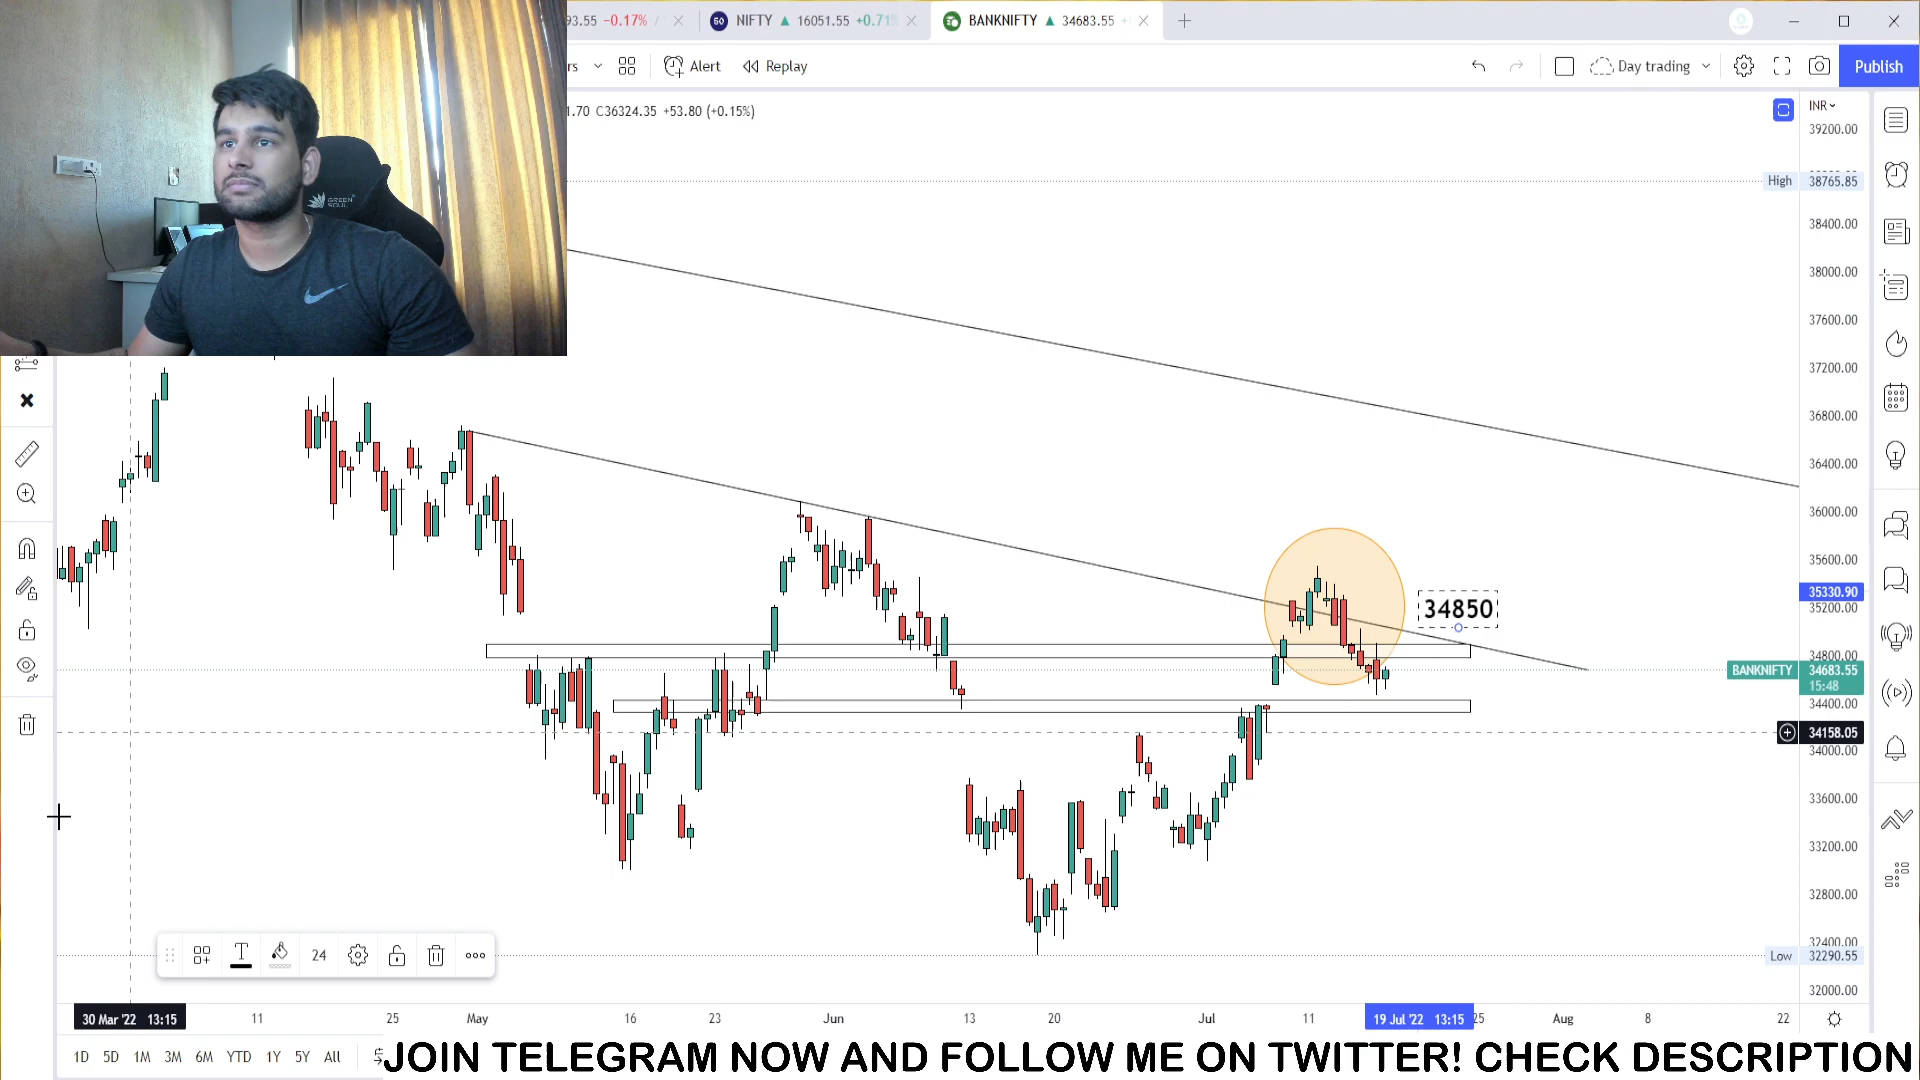 93.55 −0.17% /
NIFTY 16051.55 +0.71%
BANKNIFTY 34683.55 +
rs
Alert
Replay
Day trading
Publish
1.70 C36324.35 +53.80 (+0.15%)
INR
39200.00
High 38765.85
38400.00
38000.00
37600.00
37200.00
36800.00
36400.00
36000.00
35600.00
35330.90
35200.00
34850
34800.00
BANKNIFTY 34683.55
15:48
34400.00
34158.05
34000.00
33600.00
33200.00
32800.00
32400.00
Low 32290.55
32000.00
GREEN
SOUL
24
30 Mar '22 13:15 11 25 May 16 23 Jun 13 20 Jul 11 19 Jul '22 13:15 25 Aug 8 22
1D 5D 1M 3M 6M YTD 1Y 5Y All
JOIN TELEGRAM NOW AND FOLLOW ME ON TWITTER! CHECK DESCRIPTION